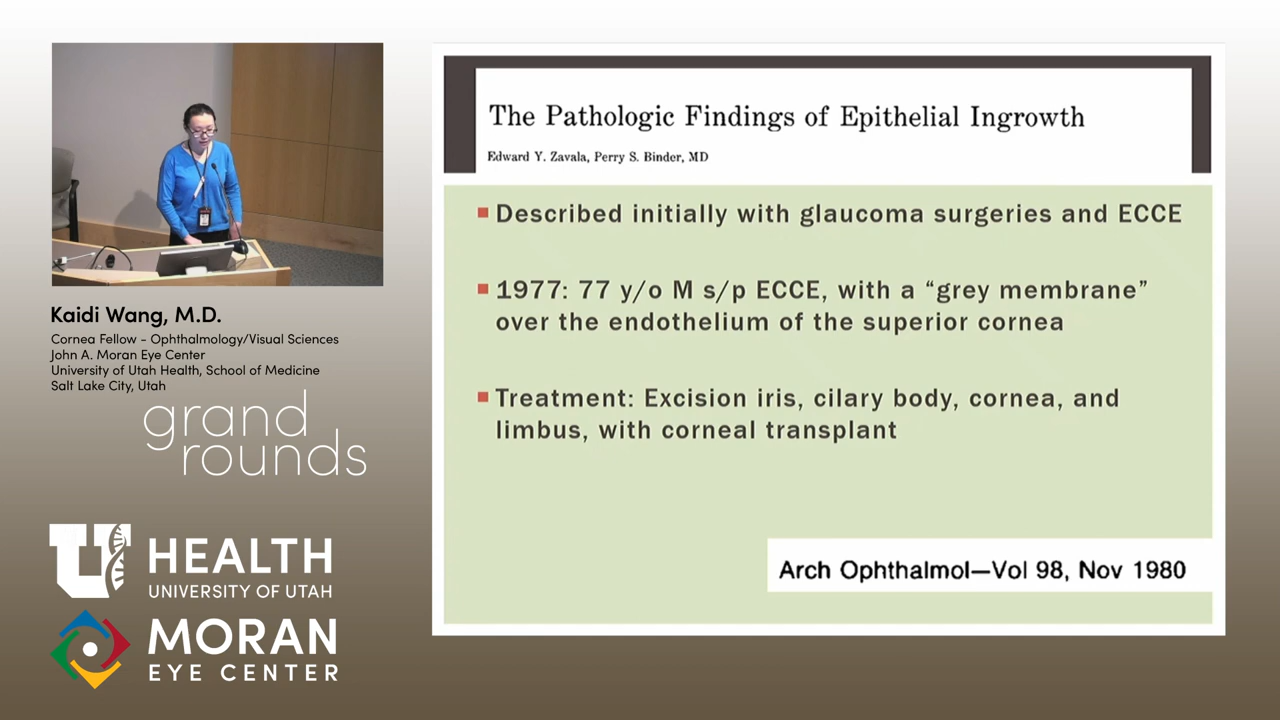 Kaidi Wang, M.D.
Cornea Fellow - Ophthalmology/Visual Sciences
John A. Moran Eye Center
University of Utah Health, School of Medicine
Salt Lake City, Utah
grand
rounds
U HEALTH
UNIVERSITY OF UTAH
MORAN
EYE CENTER
The Pathologic Findings of Epithelial Ingrowth
Edward Y. Zavala, Perry S. Binder, MD
Described initially with glaucoma surgeries and ECCE
1977: 77 y/o M s/p ECCE, with a “grey membrane”
over the endothelium of the superior cornea
Treatment: Excision iris, cilary body, cornea, and
limbus, with corneal transplant
Arch Ophthalmol—Vol 98, Nov 1980